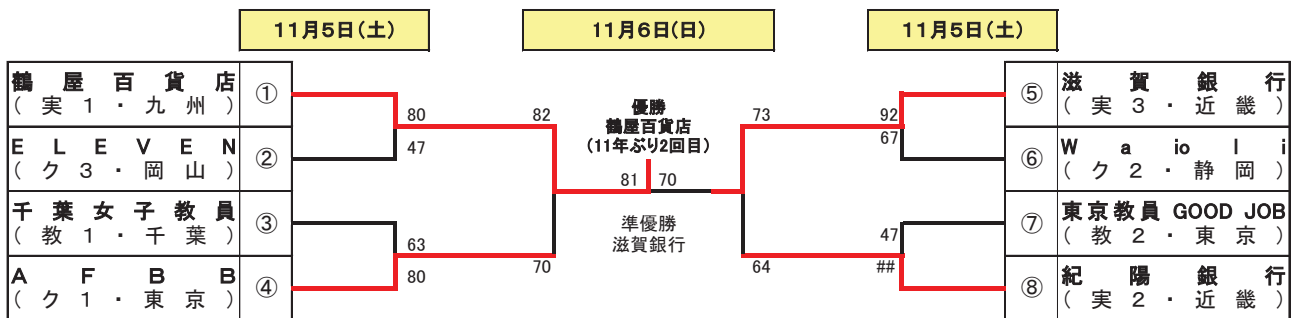 11月5日(土)
11月6日(日)
11月5日(土)
鶴屋百貨店
(実1・九州)
①
ELEVEN
(ク3・岡山)
②
千葉女子教員
(教1・千葉)
③
AFBB
(ク1・東京)
④
80
47
63
80
82
70
優勝
鶴屋百貨店
(11年ぶり2回目)
81 70
準優勝
滋賀銀行
73
64
92
67
47
##
⑤
滋賀銀行
(実3・近畿)
⑥
Waioli
(ク2・静岡)
⑦
東京教員 GOOD JOB
(教2・東京)
⑧
紀陽銀行
(実2・近畿)